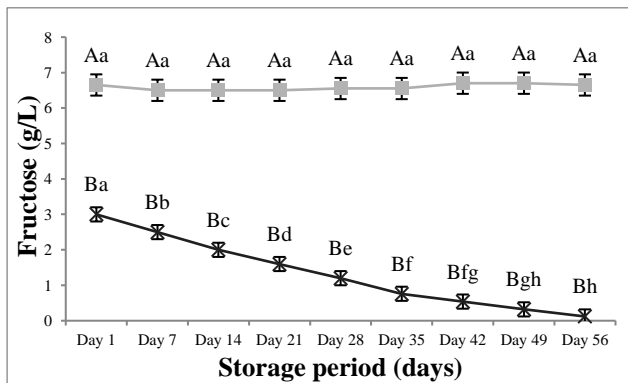 8
7
6
5
4
3
2
1
0
Fructose (g/L)
Aa Aa Aa Aa Aa Aa Aa Aa Aa
Ba Bb Bc Bd Be Bf Bfg Bgh Bh
Day 1 Day 7 Day 14 Day 21 Day 28 Day 35 Day 42 Day 49 Day 56
Storage period (days)